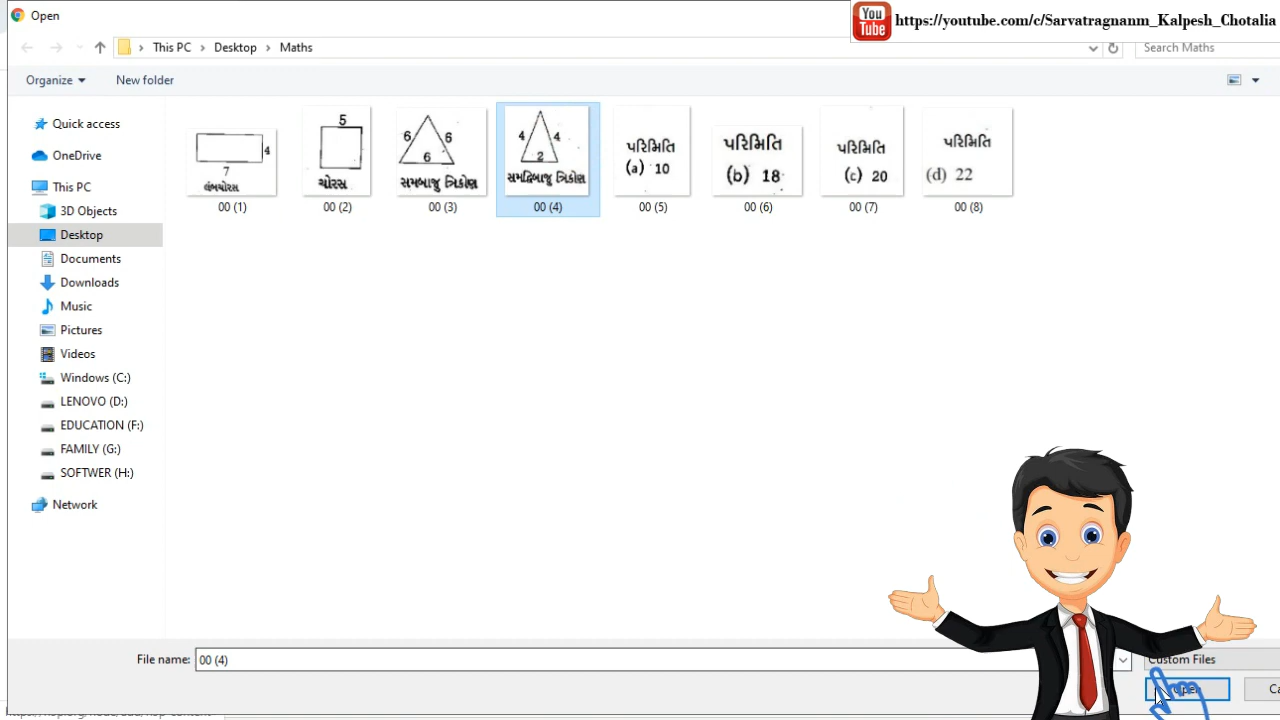 Open
You
Tube
https://youtube.com/c/Sarvatragnanm_Kalpesh_Chotalia
This PC > Desktop > Maths
Search Maths
Organize
New folder
Quick access
OneDrive
This PC
3D Objects
Desktop
Documents
Downloads
Music
Pictures
Videos
Windows (C:)
LENOVO (D:)
EDUCATION (F:)
FAMILY (G:)
SOFTWER (H:)
Network
4
7
લંબચોરસ
00 (1)
5
ચોરસ
00 (2)
6 6
6
સમબાજુ ત્રિકોણ
00 (3)
4 4
2
સમદ્વિબાજુ ત્રિકોણ
00 (4)
પરિમિતિ
(a) 10
00 (5)
પરિમિતિ
(b) 18
00 (6)
પરિમિતિ
(c) 20
00 (7)
પરિમિતિ
(d) 22
00 (8)
File name: 00 (4)
Custom Files
Open